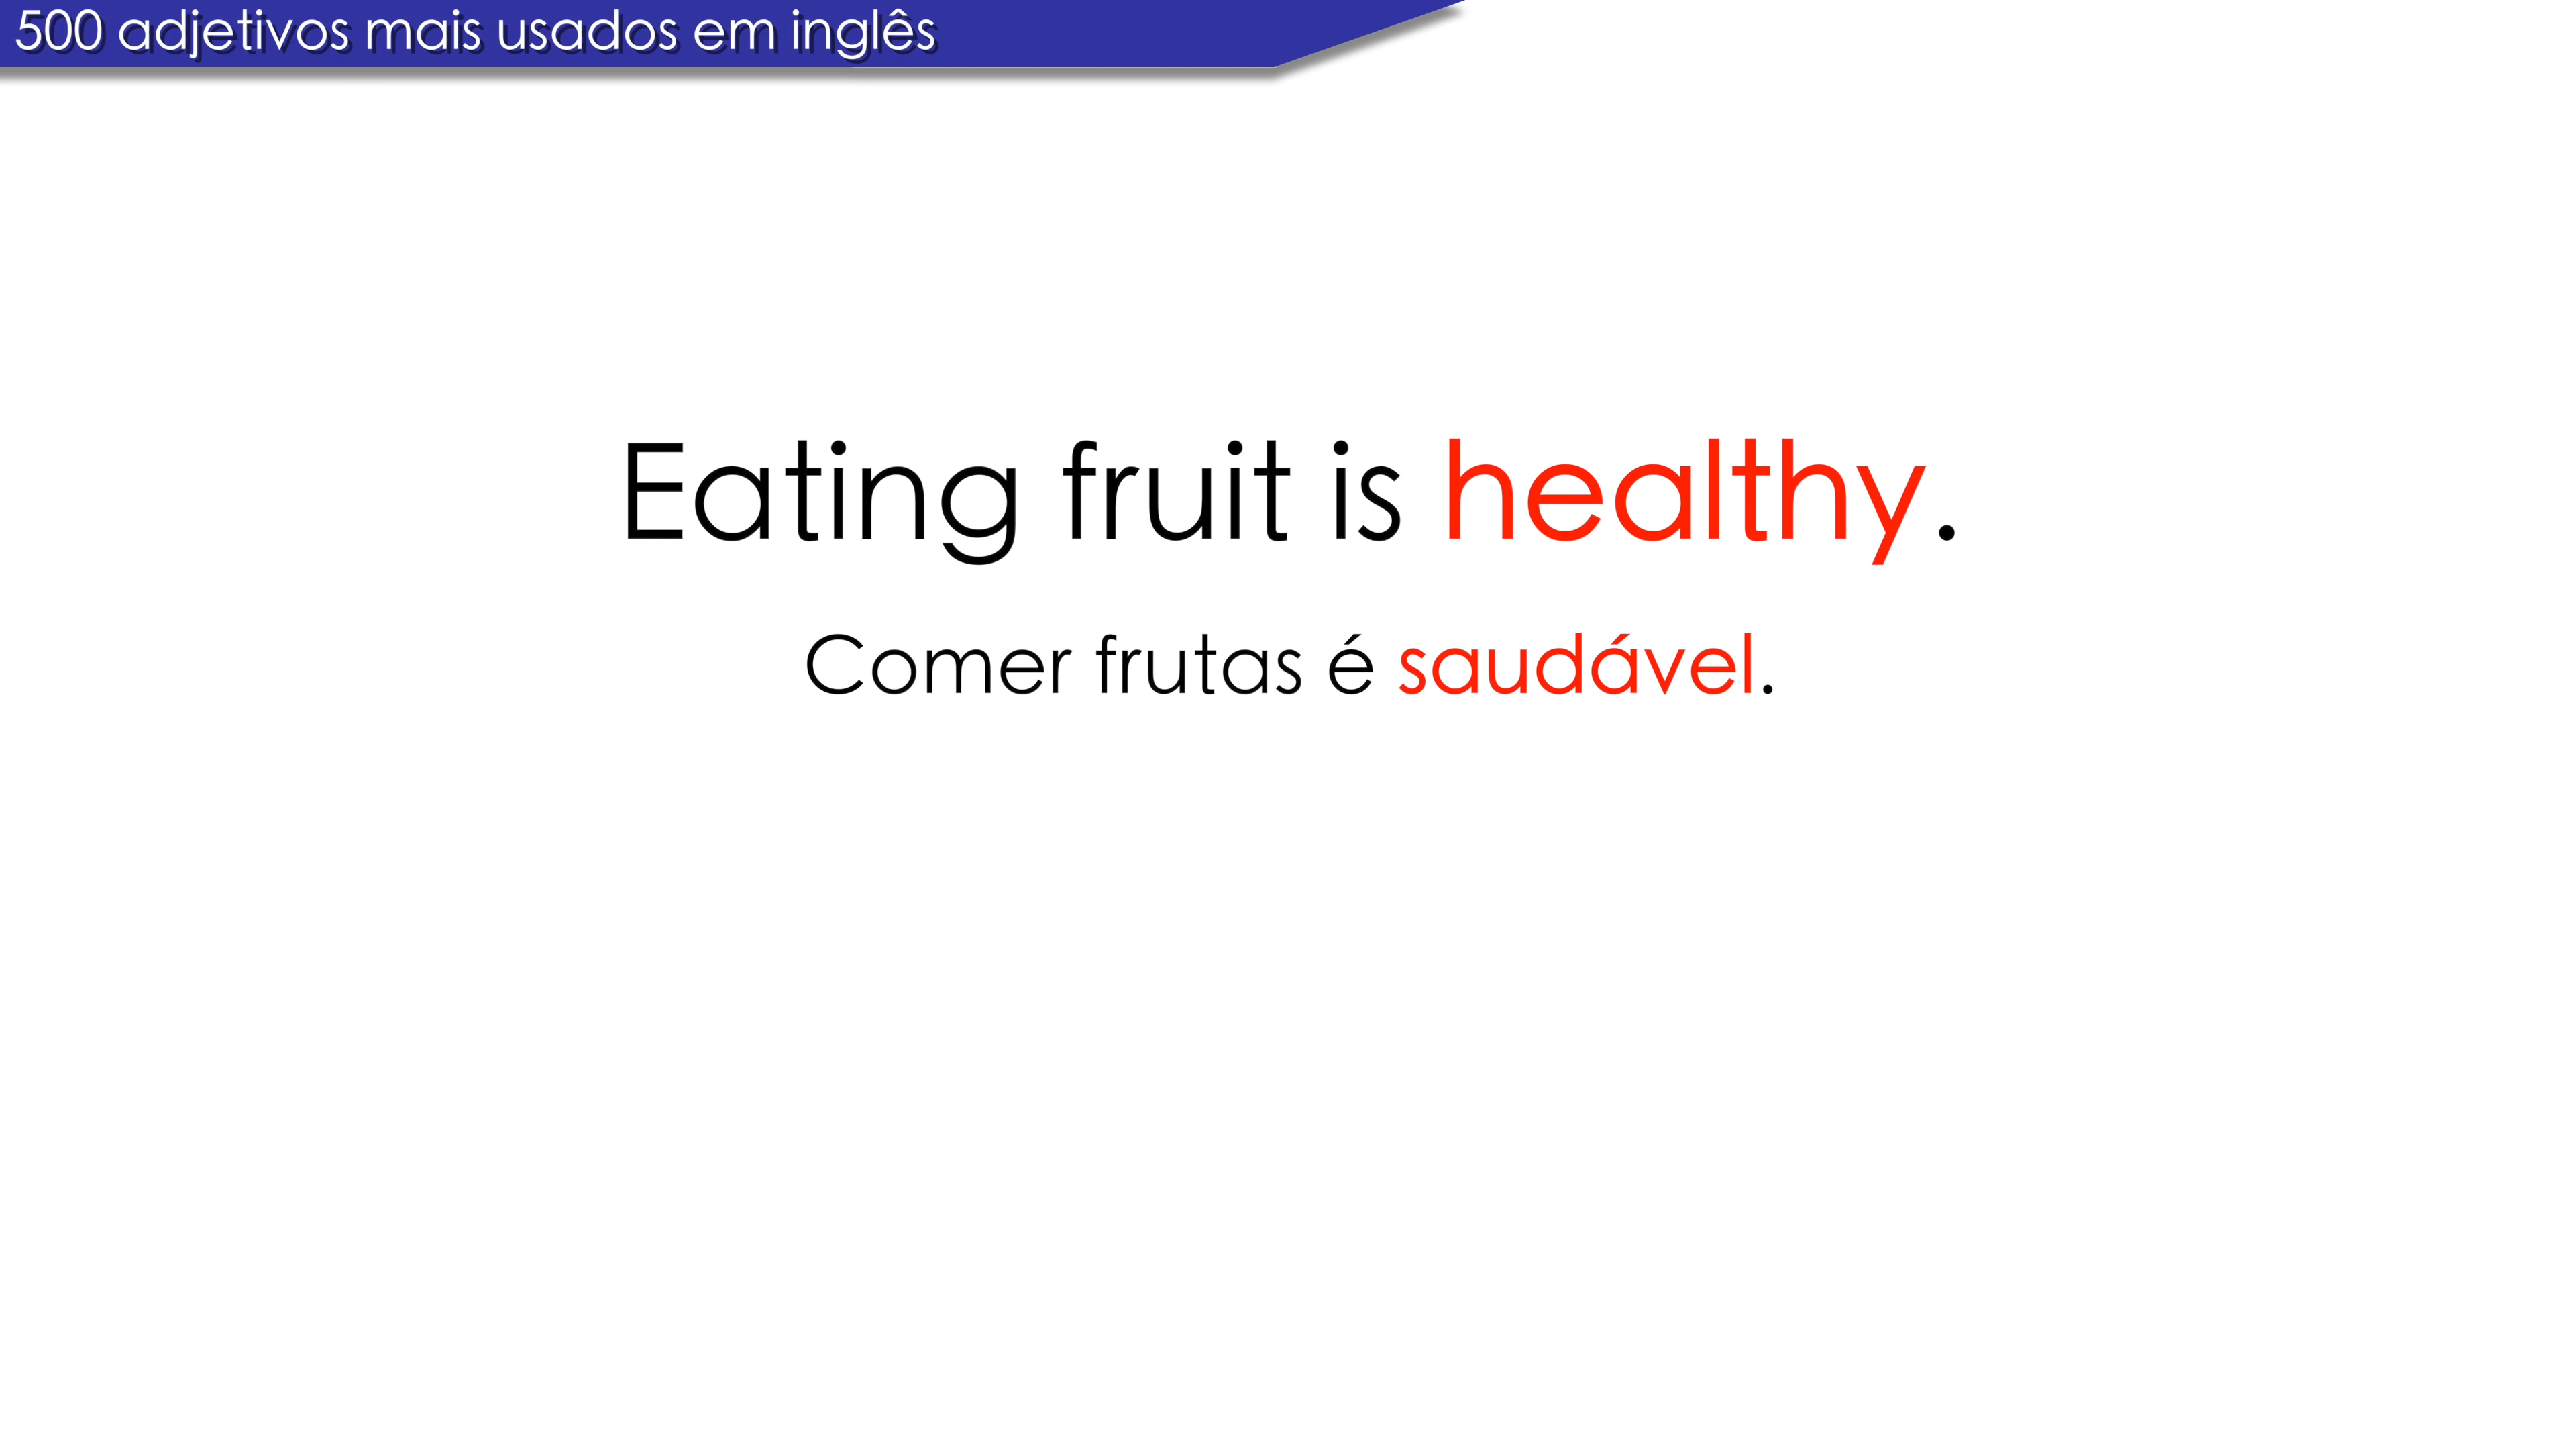 500 adjetivos mais usados em inglês
Eating fruit is healthy.
Comer frutas é saudável.